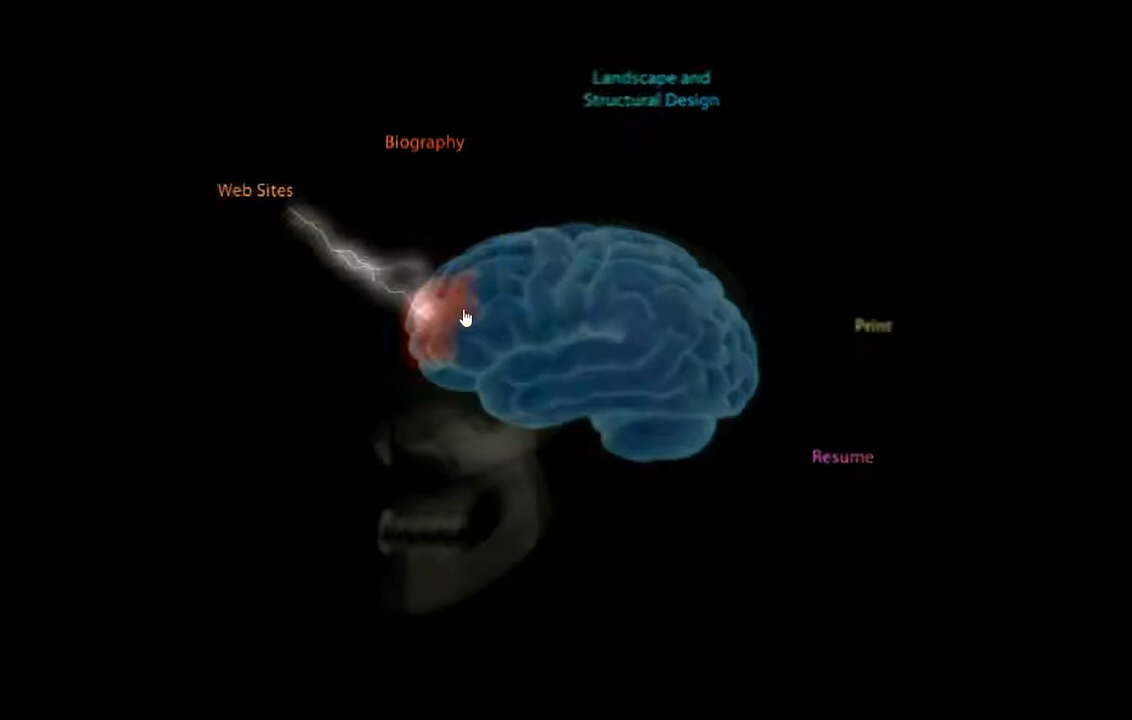 Landscape and
Structural Design
Biography
Web Sites
Print
Resume